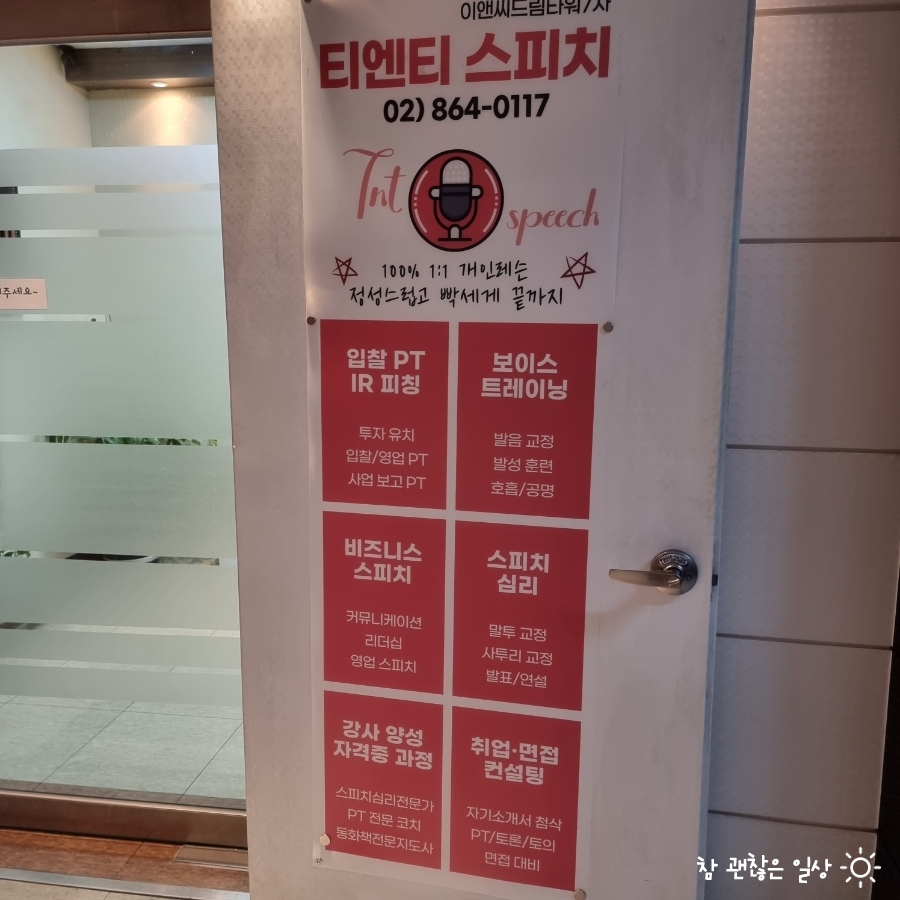 이앤씨드림타워7차
티엔티 스피치
02) 864-0117
Tnt speech
100% 1:1 개인레슨
정성스럽고 빡세게 끝까지
입찰 PT
IR 피칭
투자 유치
입찰/영업 PT
사업 보고 PT
보이스
트레이닝
발음 교정
발성 훈련
호흡/공명
비즈니스
스피치
커뮤니케이션
리더십
영업 스피치
스피치
심리
말투 교정
사투리 교정
발표/연설
강사 양성
자격증 과정
스피치심리전문가
PT 전문 코치
동화책전문지도사
취업·면접
컨설팅
자기소개서 첨삭
PT/토론/토의
면접 대비
주세요~
참 괜찮은 일상